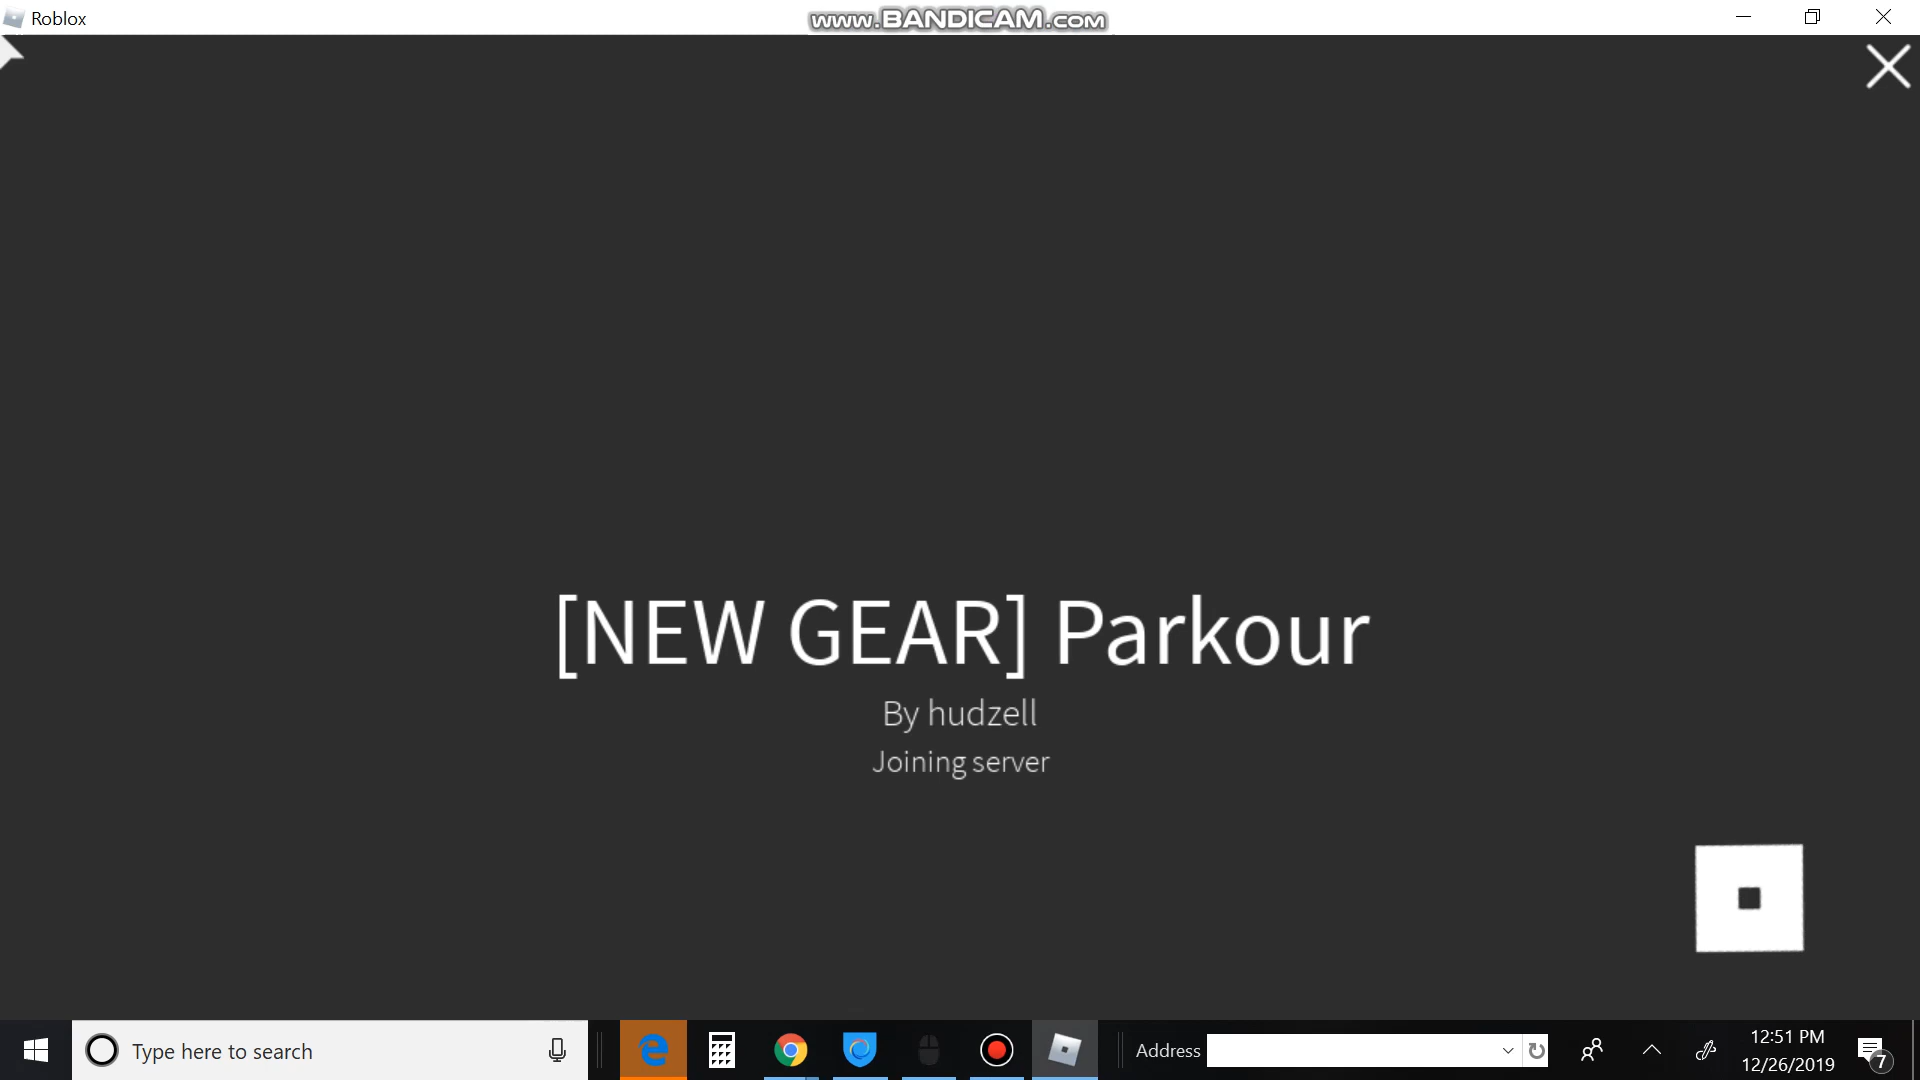 Roblox
www.BANDICAM.com
[NEW GEAR] Parkour
By hudzell
Joining server
Type here to search
Address
12:51 PM
12/26/2019
7